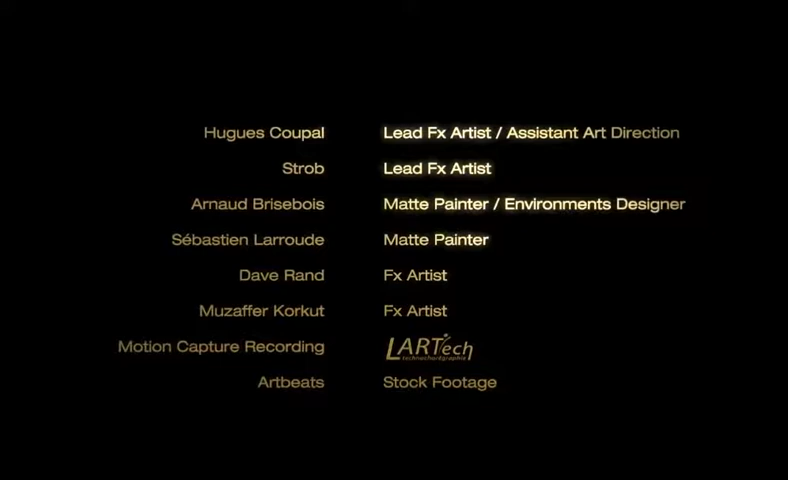 Hugues Coupal Lead Fx Artist / Assistant Art Direction
Strob Lead Fx Artist
Arnaud Brisebois Matte Painter / Environments Designer
Sébastien Larroude Matte Painter
Dave Rand Fx Artist
Muzaffer Korkut Fx Artist
Motion Capture Recording LARTech
technochorégraphie
Artbeats Stock Footage